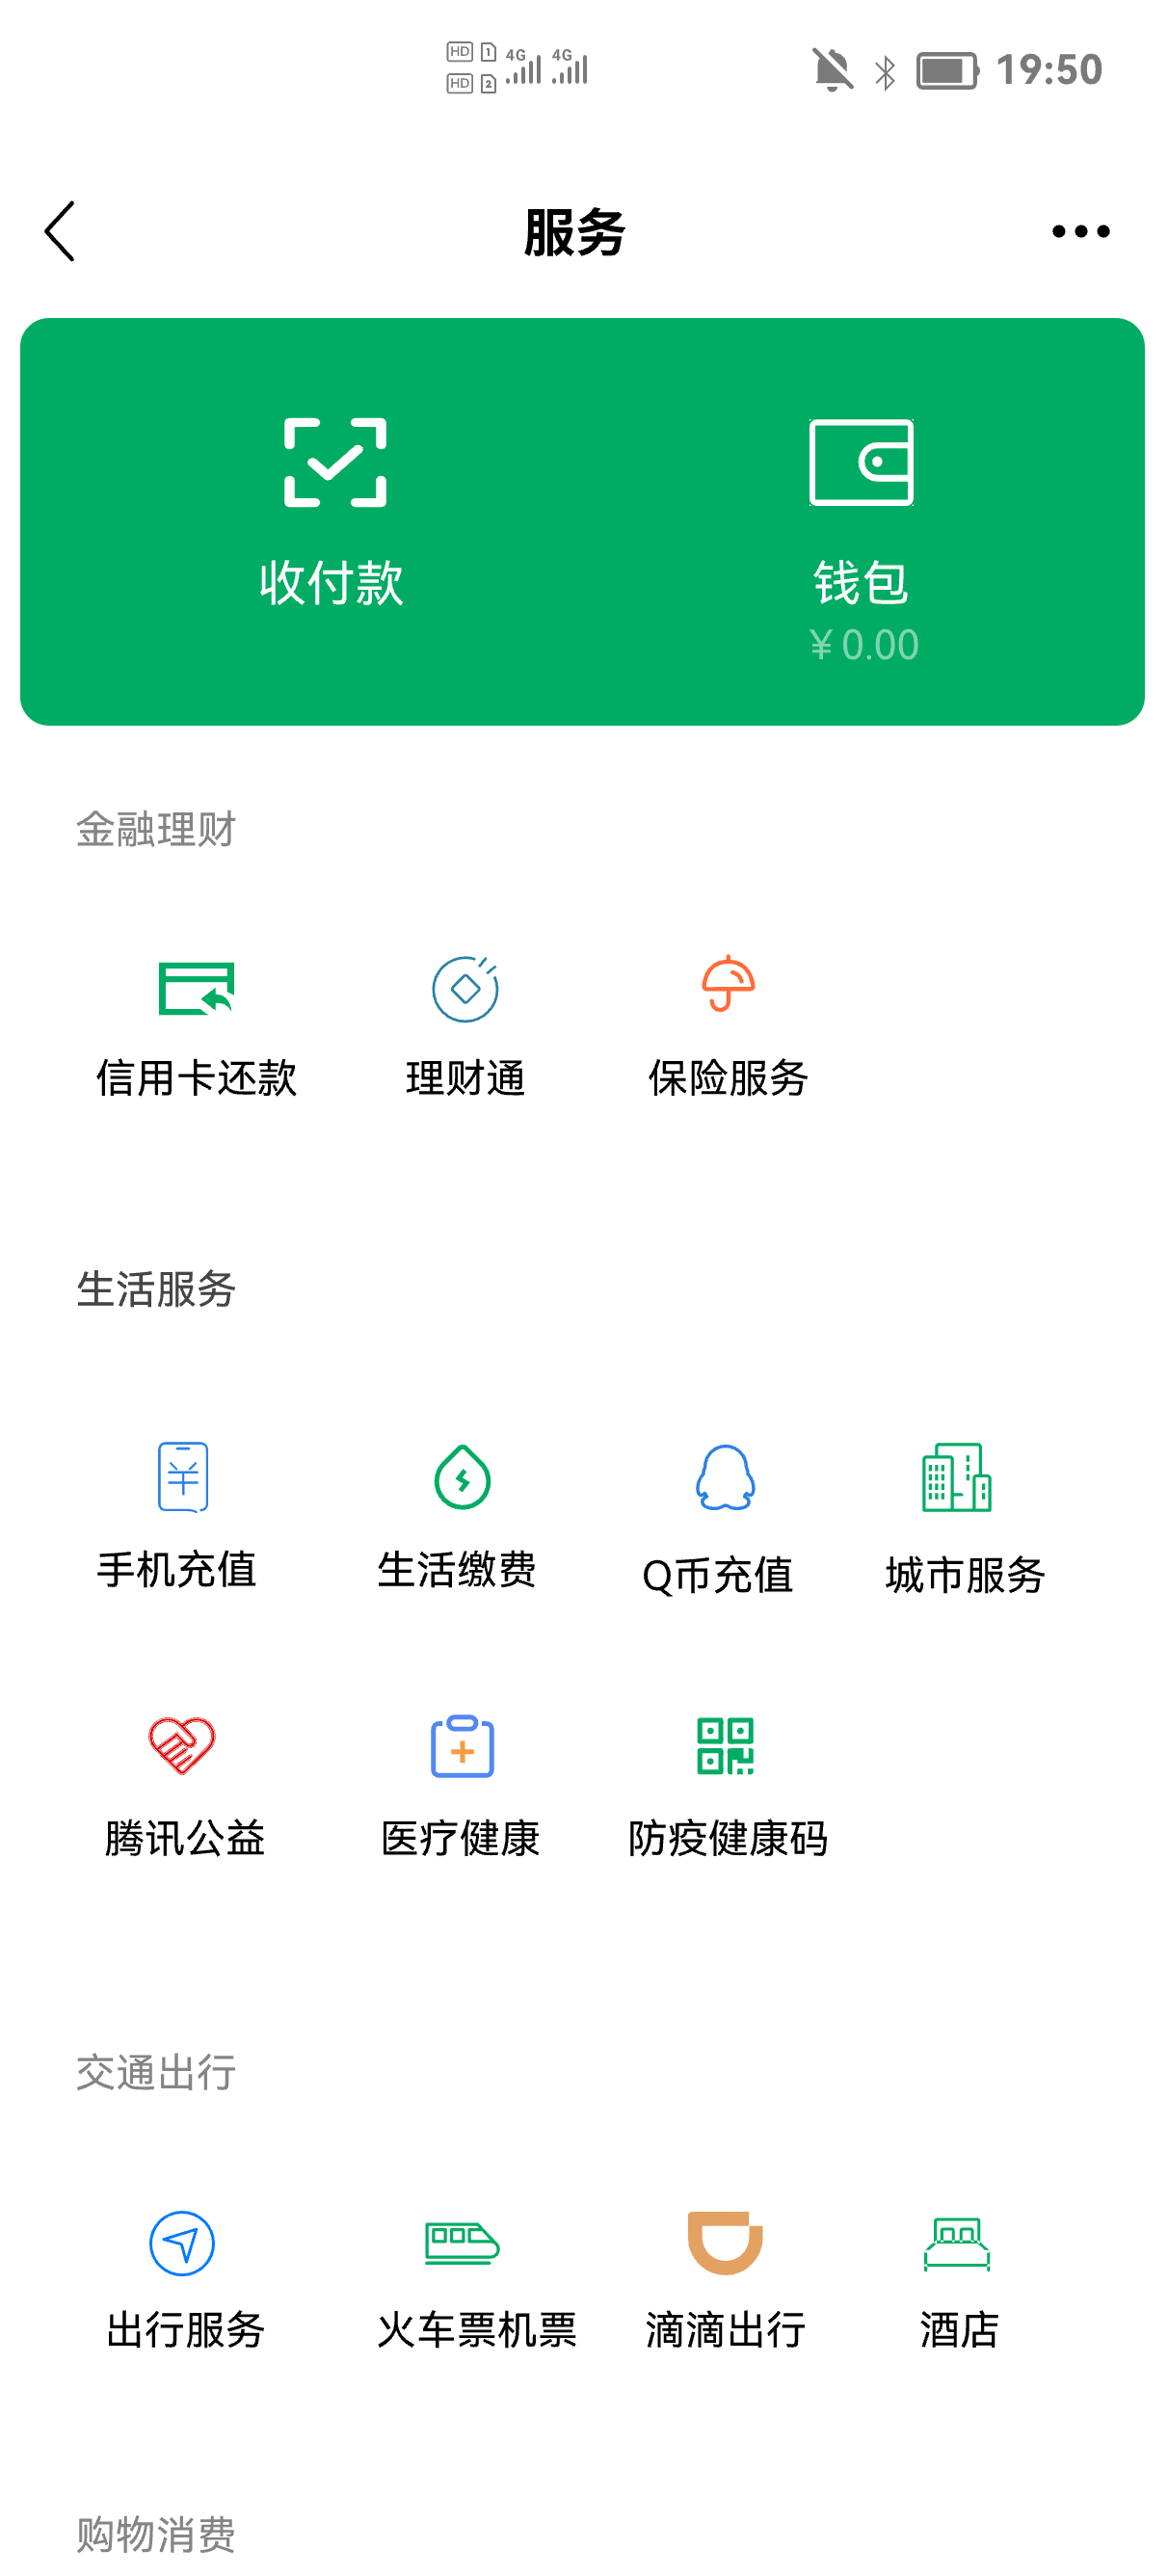 HD 1 4G 4G
HD 2
19:50
服务
收付款 钱包
¥0.00
金融理财
信用卡还款 理财通 保险服务
生活服务
手机充值 生活缴费 Q币充值 城市服务
腾讯公益 医疗健康 防疫健康码
交通出行
出行服务 火车票机票 滴滴出行 酒店
购物消费